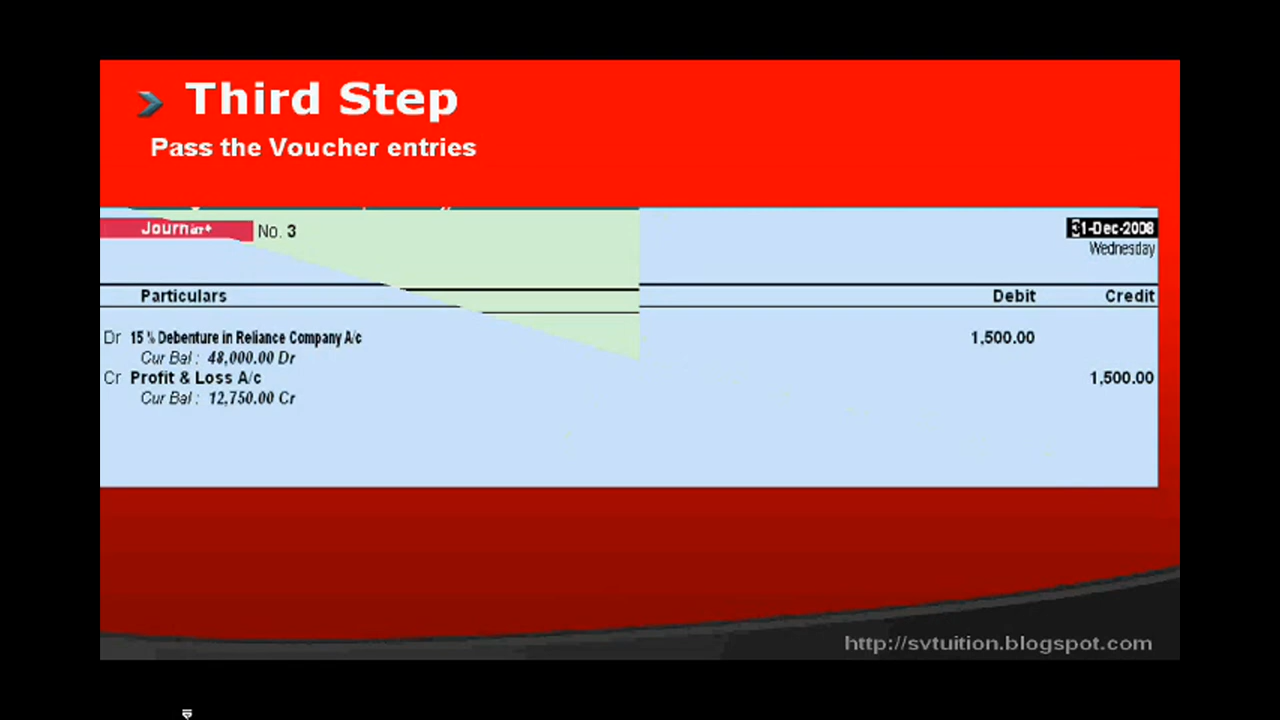 Third Step
Pass the Voucher entries
Journal No. 3 31-Dec-2008
Wednesday
Particulars Debit Credit
Dr 15 % Debenture in Reliance Company A/c 1,500.00
Cur Bal : 48,000.00 Dr
Cr Profit & Loss A/c 1,500.00
Cur Bal : 12,750.00 Cr
http://svtuition.blogspot.com